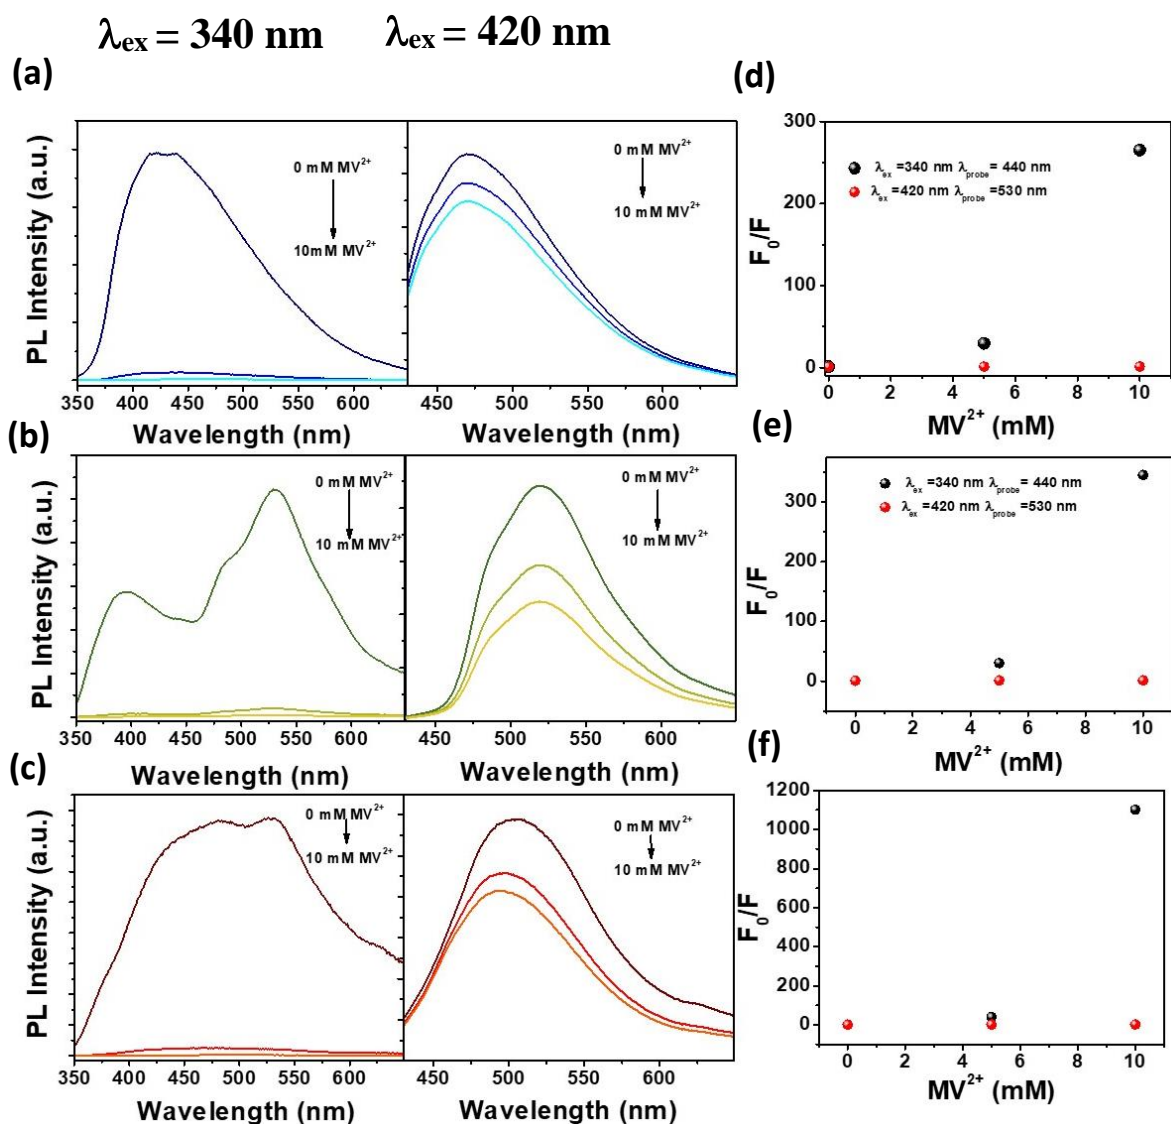 λex = 340 nm λex = 420 nm
(a)
PL Intensity (a.u.)
0 mM MV²⁺
10mM MV²⁺
350 400 450 500 550 600
Wavelength (nm)
0 mM MV²⁺
10 mM MV²⁺
450 500 550 600
Wavelength (nm)
(d)
F₀/F
300
200
100
0
λex =340 nm λprobe = 440 nm
λex =420 nm λprobe =530 nm
0 2 4 6 8 10
MV²⁺ (mM)
(b)
PL Intensity (a.u.)
0 mM MV²⁺
10 mM MV²⁺
350 400 450 500 550 600
Wavelength (nm)
0 mM MV²⁺
10 mM MV²⁺
450 500 550 600
Wavelength (nm)
(e)
F₀/F
300
200
100
0
λex =340 nm λprobe = 440 nm
λex =420 nm λprobe =530 nm
0 2 4 6 8 10
MV²⁺ (mM)
(c)
PL Intensity (a.u.)
0 mM MV²⁺
10 mM MV²⁺
350 400 450 500 550 600
Wavelength (nm)
0 mM MV²⁺
10 mM MV²⁺
450 500 550 600
Wavelength (nm)
(f)
F₀/F
1200
1000
800
600
400
200
0
0 2 4 6 8 10
MV²⁺ (mM)